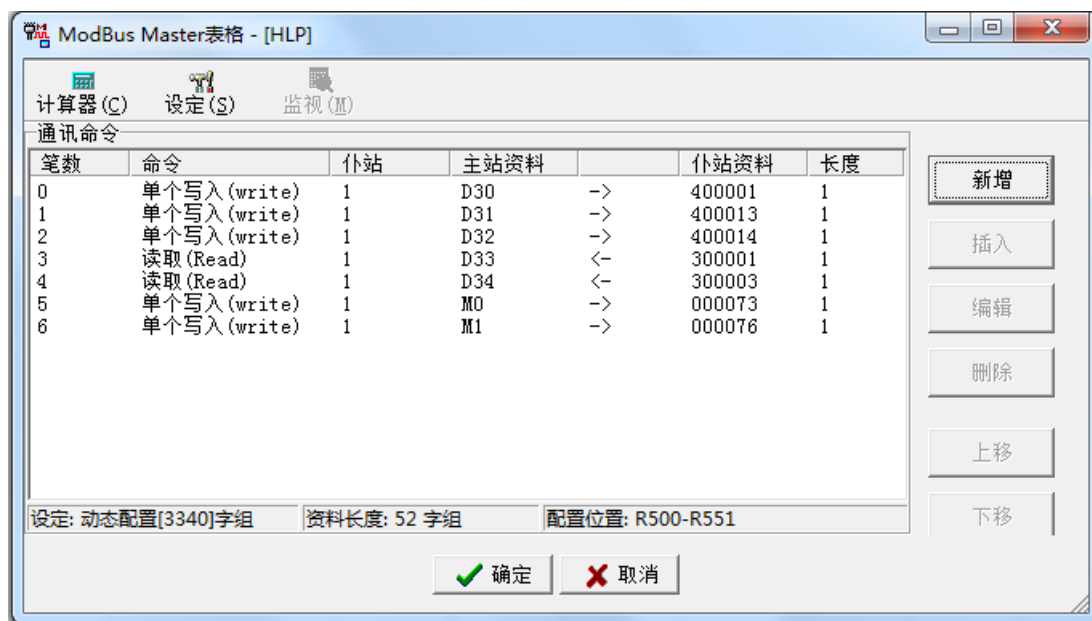 ModBus Master表格 - [HLP]
计算器(C) 设定(S) 监视(M)
通讯命令
笔数 命令 仆站 主站资料 仆站资料 长度
0 单个写入(write) 1 D30 -> 400001 1
1 单个写入(write) 1 D31 -> 400013 1
2 单个写入(write) 1 D32 -> 400014 1
3 读取(Read) 1 D33 <- 300001 1
4 读取(Read) 1 D34 <- 300003 1
5 单个写入(write) 1 M0 -> 000073 1
6 单个写入(write) 1 M1 -> 000076 1
设定: 动态配置[3340]字组 资料长度: 52 字组 配置位置: R500-R551
新增
插入
编辑
删除
上移
下移
确定 取消